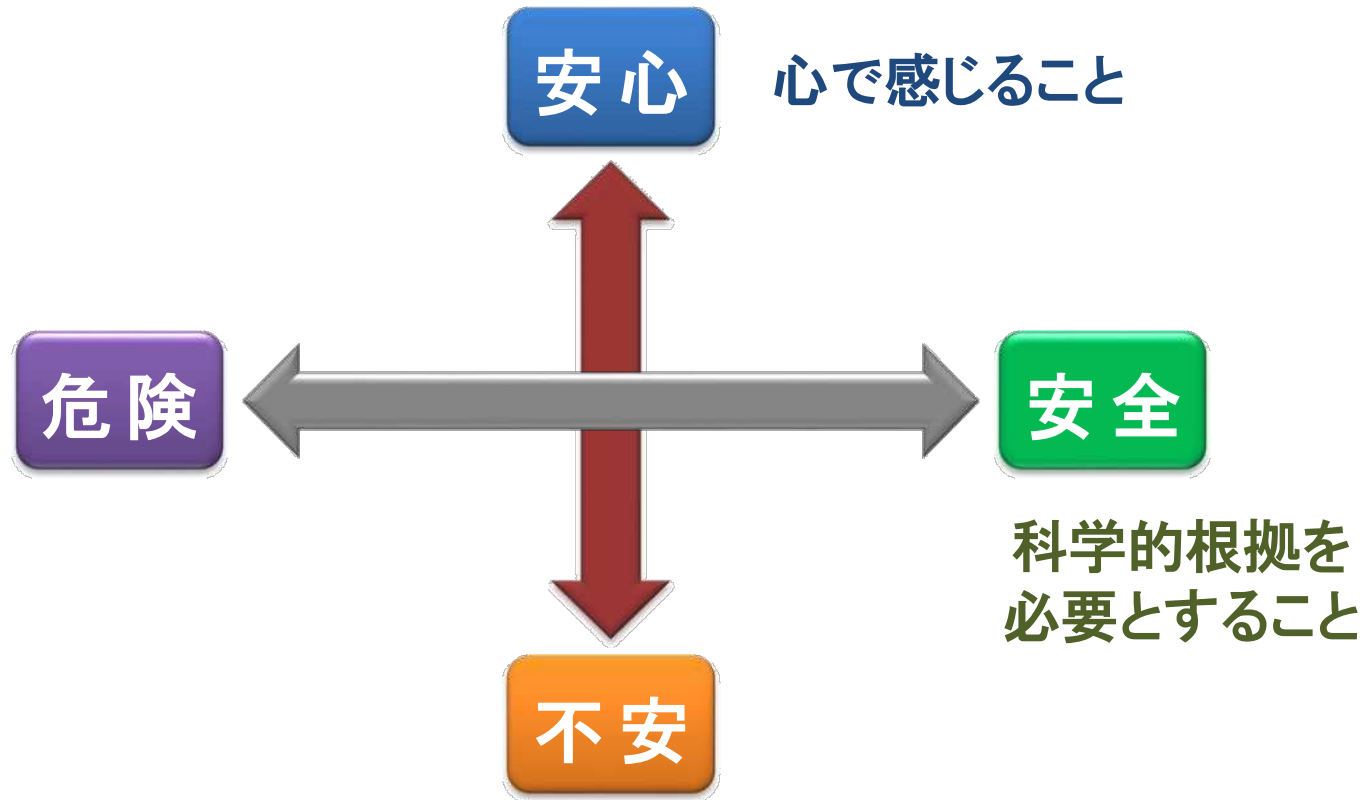 安心
心で感じること
危険
安全
科学的根拠を
必要とすること
不安